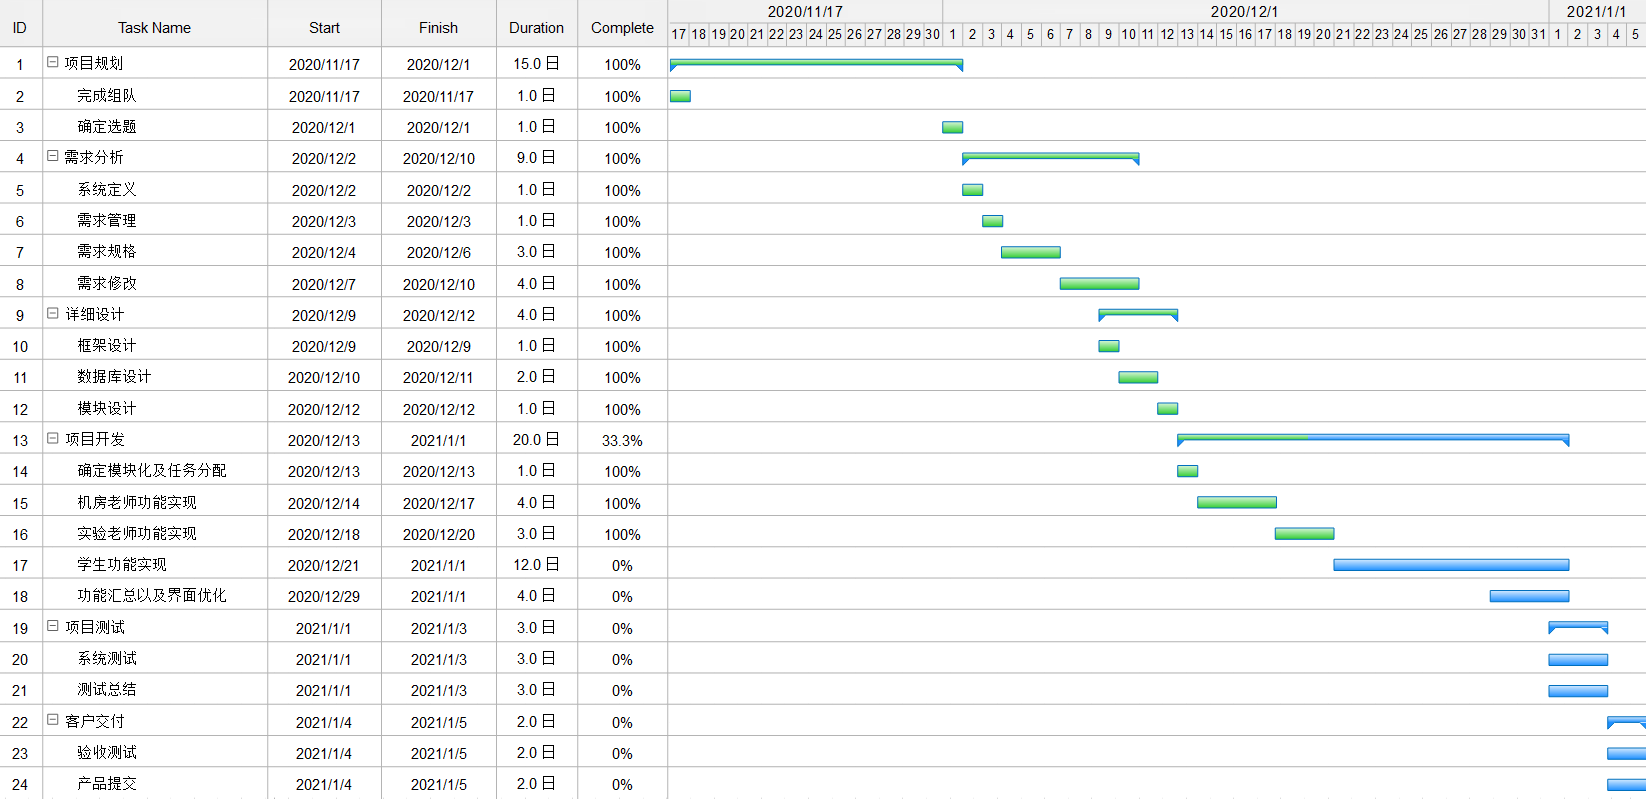 ID Task Name Start Finish Duration Complete 2020/11/17 2020/12/1 2021/1/1
17 18 19 20 21 22 23 24 25 26 27 28 29 30 1 2 3 4 5 6 7 8 9 10 11 12 13 14 15 16 17 18 19 20 21 22 23 24 25 26 27 28 29 30 31 1 2 3 4 5
1 项目规划 2020/11/17 2020/12/1 15.0 日 100%
2 完成组队 2020/11/17 2020/11/17 1.0 日 100%
3 确定选题 2020/12/1 2020/12/1 1.0 日 100%
4 需求分析 2020/12/2 2020/12/10 9.0 日 100%
5 系统定义 2020/12/2 2020/12/2 1.0 日 100%
6 需求管理 2020/12/3 2020/12/3 1.0 日 100%
7 需求规格 2020/12/4 2020/12/6 3.0 日 100%
8 需求修改 2020/12/7 2020/12/10 4.0 日 100%
9 详细设计 2020/12/9 2020/12/12 4.0 日 100%
10 框架设计 2020/12/9 2020/12/9 1.0 日 100%
11 数据库设计 2020/12/10 2020/12/11 2.0 日 100%
12 模块设计 2020/12/12 2020/12/12 1.0 日 100%
13 项目开发 2020/12/13 2021/1/1 20.0 日 33.3%
14 确定模块化及任务分配 2020/12/13 2020/12/13 1.0 日 100%
15 机房老师功能实现 2020/12/14 2020/12/17 4.0 日 100%
16 实验老师功能实现 2020/12/18 2020/12/20 3.0 日 100%
17 学生功能实现 2020/12/21 2021/1/1 12.0 日 0%
18 功能汇总以及界面优化 2020/12/29 2021/1/1 4.0 日 0%
19 项目测试 2021/1/1 2021/1/3 3.0 日 0%
20 系统测试 2021/1/1 2021/1/3 3.0 日 0%
21 测试总结 2021/1/1 2021/1/3 3.0 日 0%
22 客户交付 2021/1/4 2021/1/5 2.0 日 0%
23 验收测试 2021/1/4 2021/1/5 2.0 日 0%
24 产品提交 2021/1/4 2021/1/5 2.0 日 0%